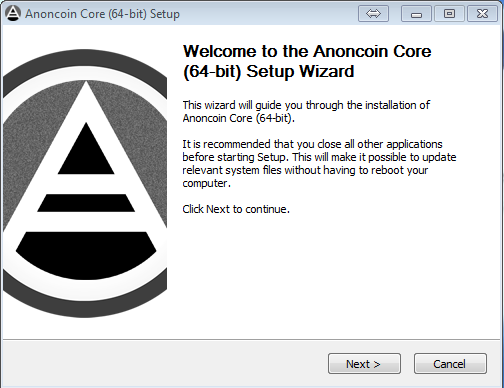 Anoncoin Core (64-bit) Setup
Welcome to the Anoncoin Core
(64-bit) Setup Wizard
This wizard will guide you through the installation of
Anoncoin Core (64-bit).
It is recommended that you close all other applications
before starting Setup. This will make it possible to update
relevant system files without having to reboot your
computer.
Click Next to continue.
Next >
Cancel